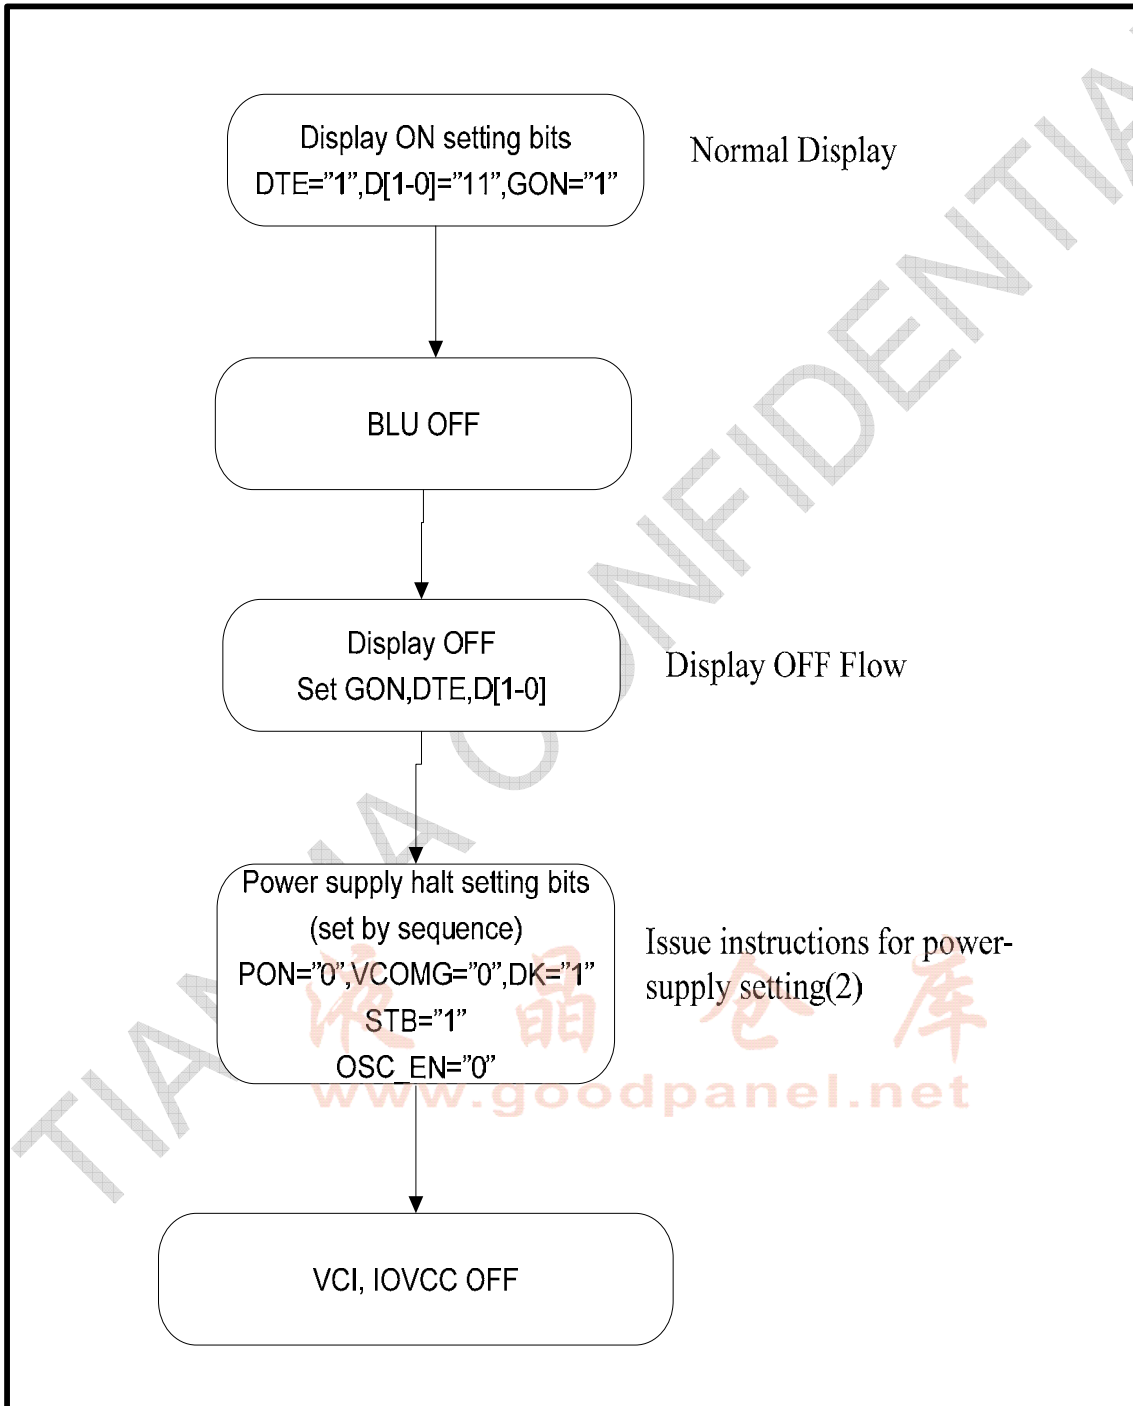 Display ON setting bits
DTE="1",D[1-0]="11",GON="1"
Normal Display
BLU OFF
Display OFF
Set GON,DTE,D[1-0]
Display OFF Flow
Power supply halt setting bits
(set by sequence)
PON="0",VCOMG="0",DK="1"
STB="1"
OSC_EN="0"
Issue instructions for power-
supply setting(2)
VCI, IOVCC OFF
TIANMA CONFIDENTIA
液晶仓库
www.goodpanel.net